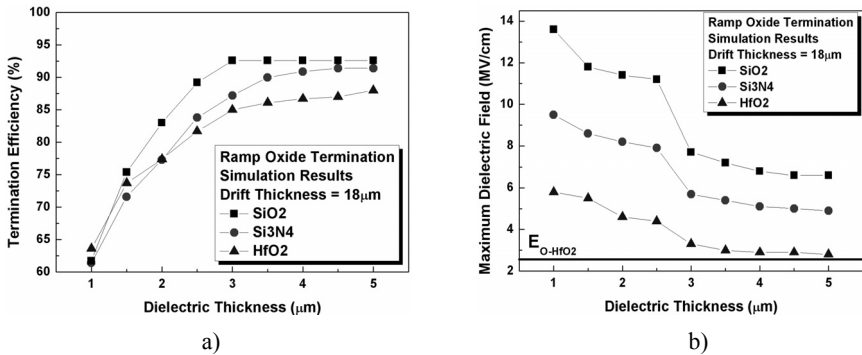 95
90
85
80
75
70
65
60
Termination Efficiency (%)
Ramp Oxide Termination
Simulation Results
Drift Thickness = 18μm
SiO2
Si3N4
HfO2
1 2 3 4 5
Dielectric Thickness (μm)
a)
14
12
10
8
6
4
2
Maximum Dielectric Field (MV/cm)
Ramp Oxide Termination
Simulation Results
Drift Thickness = 18μm
SiO2
Si3N4
HfO2
E_O-HfO2
1 2 3 4 5
Dielectric Thickness (μm)
b)